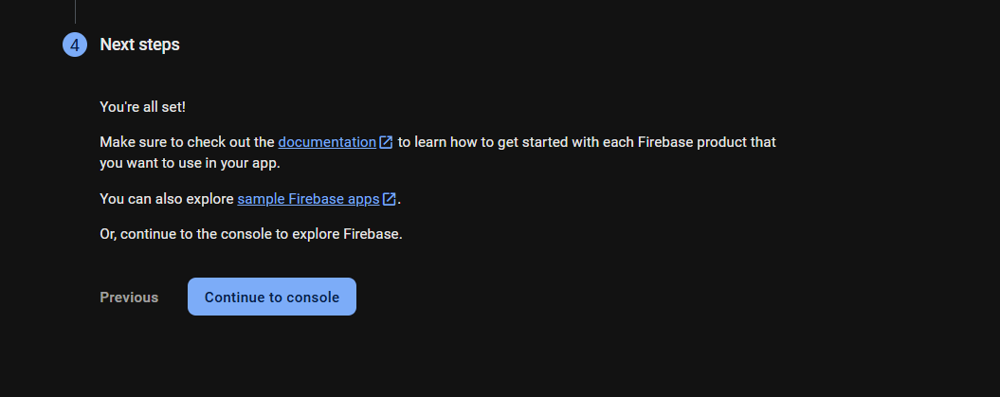 4 Next steps
You're all set!
Make sure to check out the documentation to learn how to get started with each Firebase product that
you want to use in your app.
You can also explore sample Firebase apps.
Or, continue to the console to explore Firebase.
Previous Continue to console